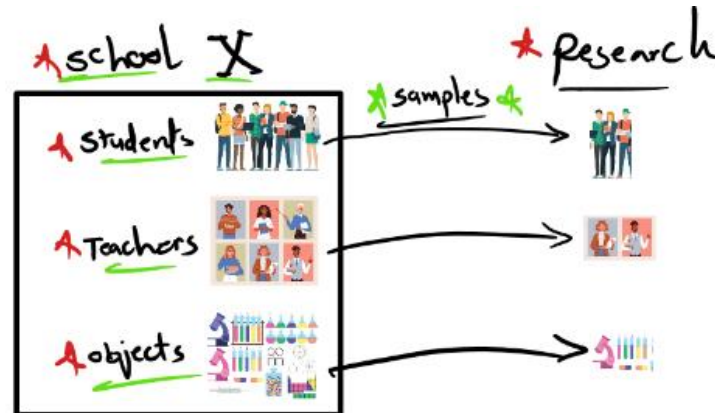 school X
Research
samples
Students
Teachers
objects